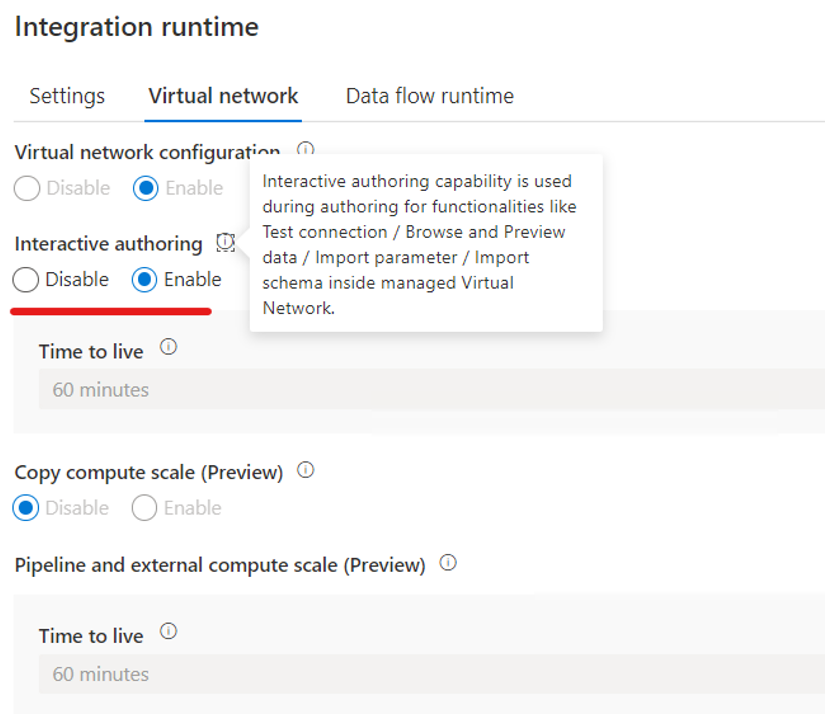 Integration runtime
Settings Virtual network Data flow runtime
Virtual network configuration
Disable Enable
Interactive authoring
Disable Enable
Interactive authoring capability is used
during authoring for functionalities like
Test connection / Browse and Preview
data / Import parameter / Import
schema inside managed Virtual
Network.
Time to live
60 minutes
Copy compute scale (Preview)
Disable Enable
Pipeline and external compute scale (Preview)
Time to live
60 minutes